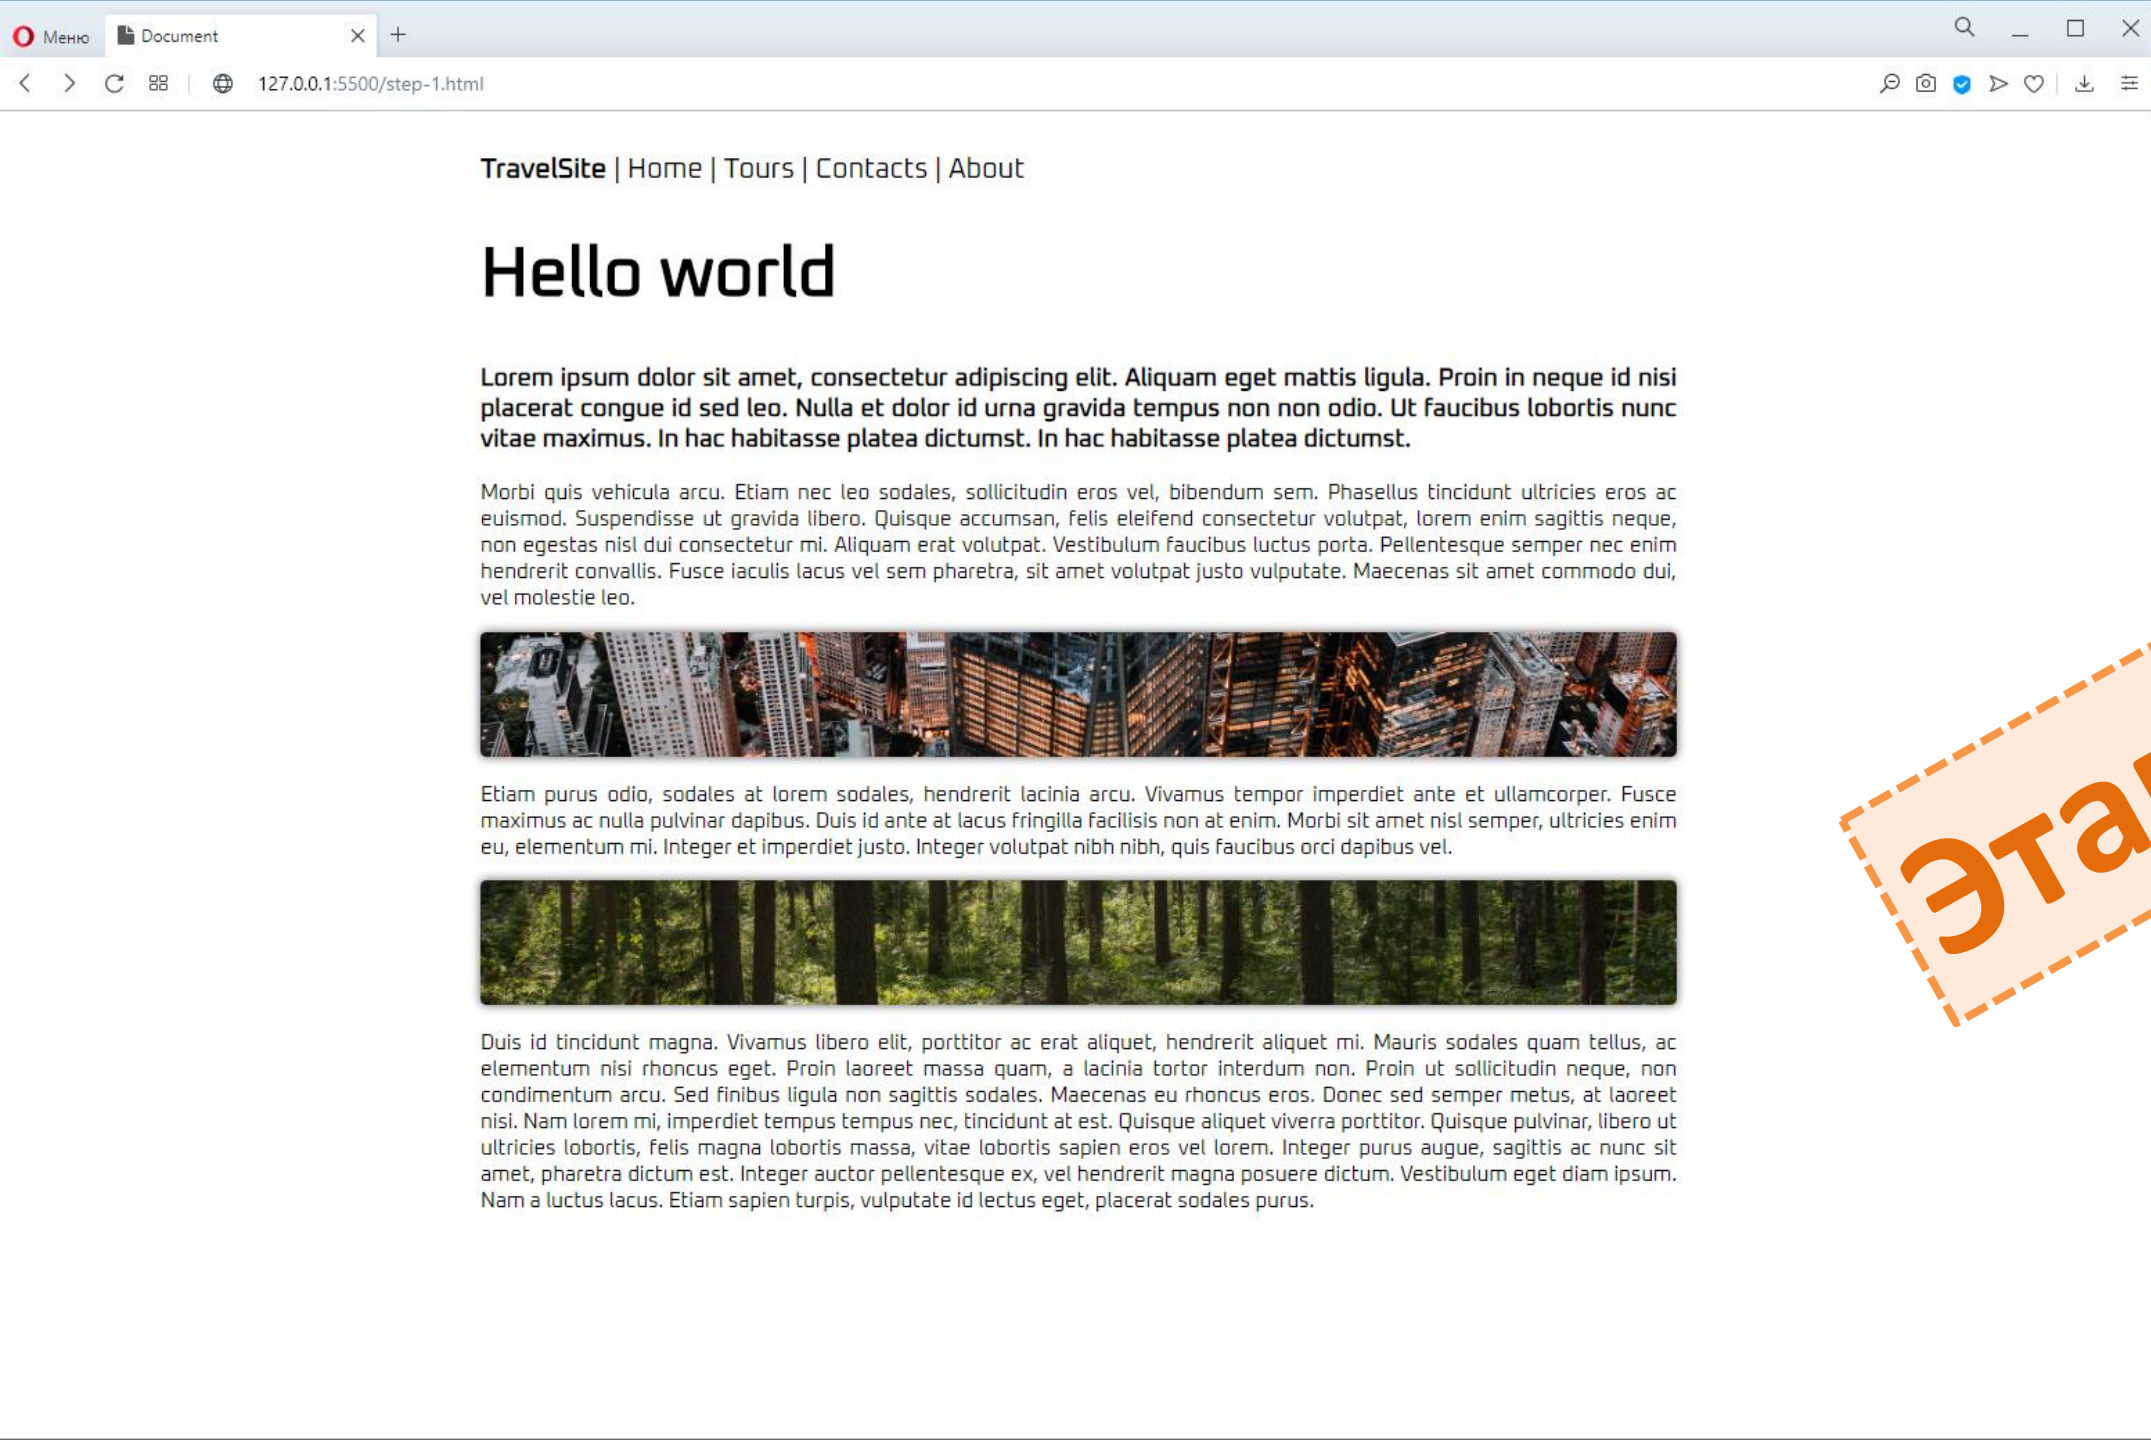 Меню
Document
127.0.0.1:5500/step-1.html
TravelSite | Home | Tours | Contacts | About
Hello world
Lorem ipsum dolor sit amet, consectetur adipiscing elit. Aliquam eget mattis ligula. Proin in neque id nisi
placerat congue id sed leo. Nulla et dolor id urna gravida tempus non non odio. Ut faucibus lobortis nunc
vitae maximus. In hac habitasse platea dictumst. In hac habitasse platea dictumst.
Morbi quis vehicula arcu. Etiam nec leo sodales, sollicitudin eros vel, bibendum sem. Phasellus tincidunt ultricies eros ac
euismod. Suspendisse ut gravida libero. Quisque accumsan, felis eleifend consectetur volutpat, lorem enim sagittis neque,
non egestas nisl dui consectetur mi. Aliquam erat volutpat. Vestibulum faucibus luctus porta. Pellentesque semper nec enim
hendrerit convallis. Fusce iaculis lacus vel sem pharetra, sit amet volutpat justo vulputate. Maecenas sit amet commodo dui,
vel molestie leo.
Etiam purus odio, sodales at lorem sodales, hendrerit lacinia arcu. Vivamus tempor imperdiet ante et ullamcorper. Fusce
maximus ac nulla pulvinar dapibus. Duis id ante at lacus fringilla facilisis non at enim. Morbi sit amet nisl semper, ultricies enim
eu, elementum mi. Integer et imperdiet justo. Integer volutpat nibh nibh, quis faucibus orci dapibus vel.
Duis id tincidunt magna. Vivamus libero elit, porttitor ac erat aliquet, hendrerit aliquet mi. Mauris sodales quam tellus, ac
elementum nisi rhoncus eget. Proin laoreet massa quam, a lacinia tortor interdum non. Proin ut sollicitudin neque, non
condimentum arcu. Sed finibus ligula non sagittis sodales. Maecenas eu rhoncus eros. Donec sed semper metus, at laoreet
nisi. Nam lorem mi, imperdiet tempus tempus nec, tincidunt at est. Quisque aliquet viverra porttitor. Quisque pulvinar, libero ut
ultricies lobortis, felis magna lobortis massa, vitae lobortis sapien eros vel lorem. Integer purus augue, sagittis ac nunc sit
amet, pharetra dictum est. Integer auctor pellentesque ex, vel hendrerit magna posuere dictum. Vestibulum eget diam ipsum.
Nam a luctus lacus. Etiam sapien turpis, vulputate id lectus eget, placerat sodales purus.